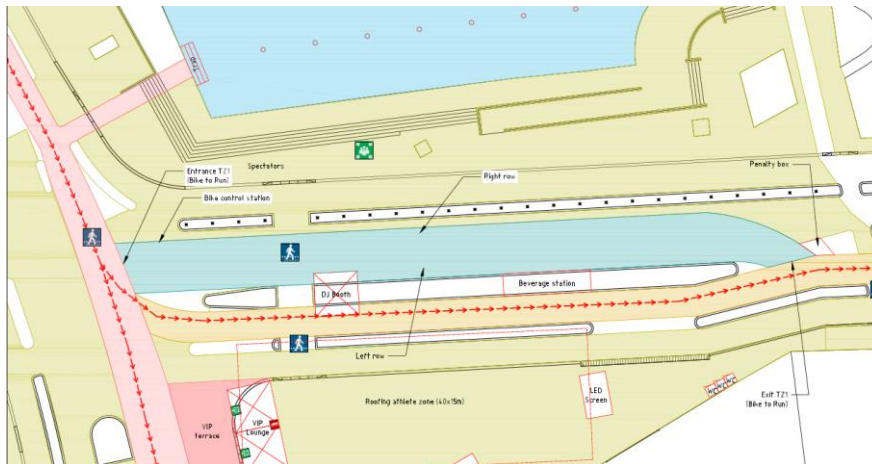 Entrance TZ1
(Bike to Run)
Spectators
Bike control station
Right row
Penalty box
DJ Booth
Beverage station
Left row
LED
Screen
Exit TZ1
(Bike to Run)
Roofing athlete zone (40x15m)
VIP
terrace
VIP
Lounge